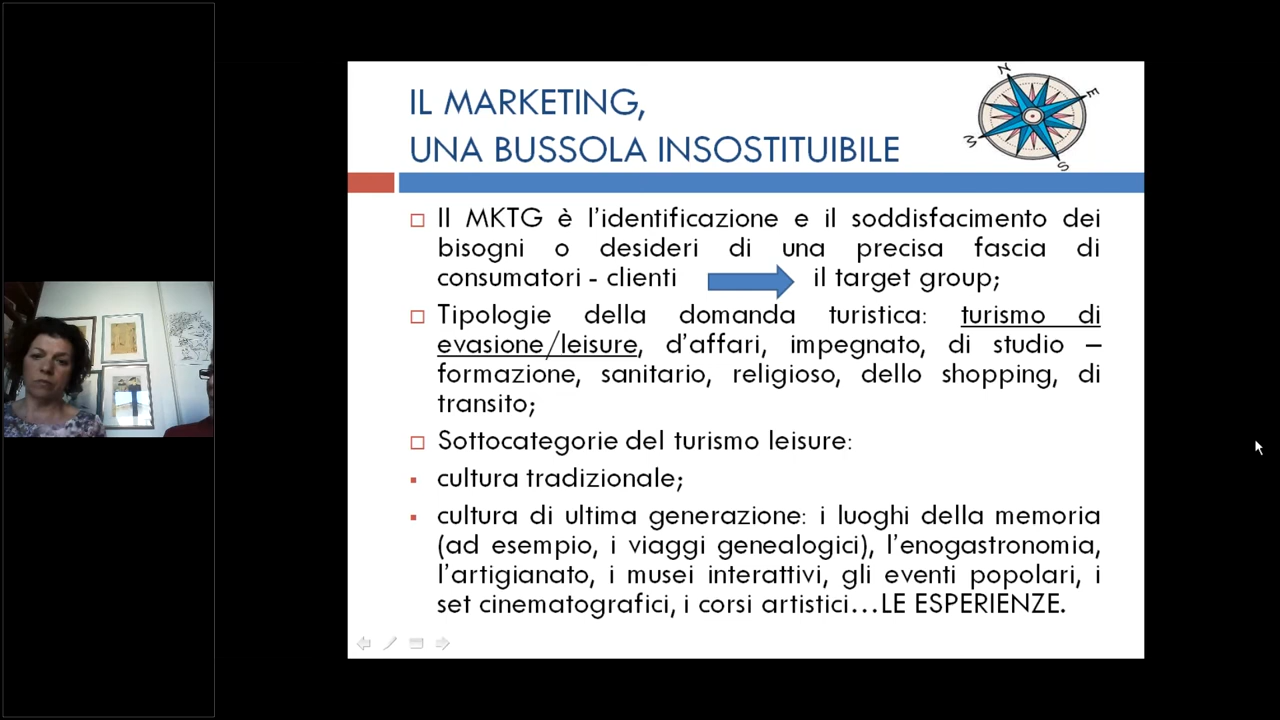 IL MARKETING,
UNA BUSSOLA INSOSTITUIBILE
N
E
S
W
Il MKTG è l'identificazione e il soddisfacimento dei
bisogni o desideri di una precisa fascia di
consumatori - clienti il target group;
Tipologie della domanda turistica: turismo di
evasione/leisure, d'affari, impegnato, di studio –
formazione, sanitario, religioso, dello shopping, di
transito;
Sottocategorie del turismo leisure:
cultura tradizionale;
cultura di ultima generazione: i luoghi della memoria
(ad esempio, i viaggi genealogici), l'enogastronomia,
l'artigianato, i musei interattivi, gli eventi popolari, i
set cinematografici, i corsi artistici…LE ESPERIENZE.